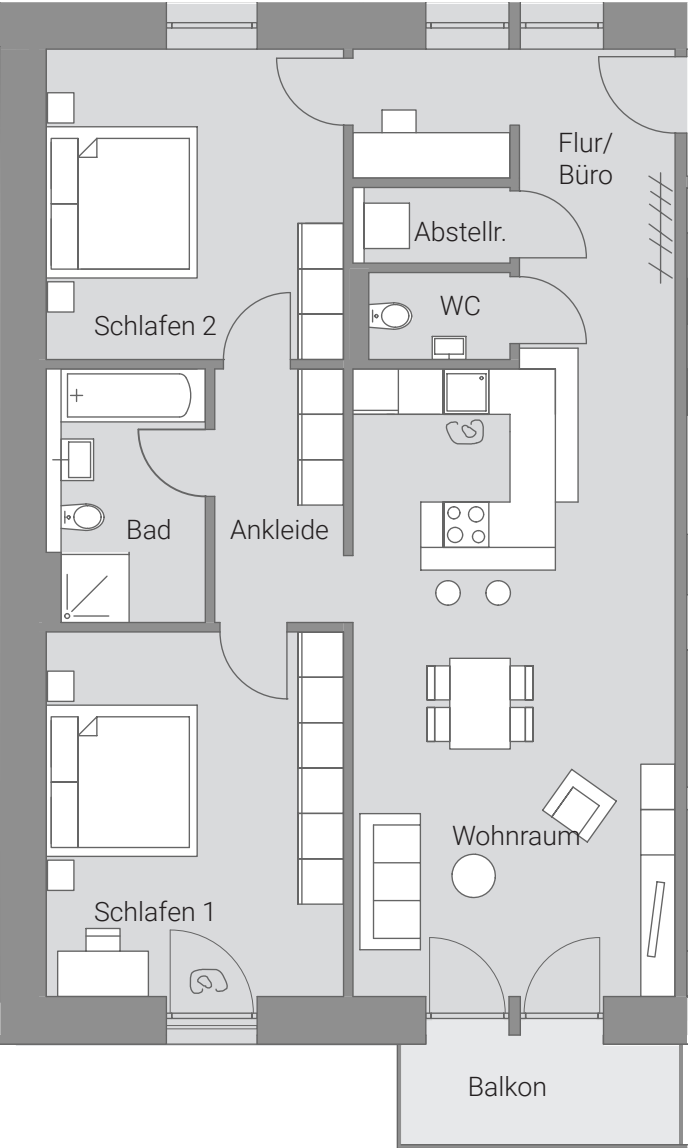 Flur/
Büro
Abstellr.
WC
Schlafen 2
Bad
Ankleide
Wohnraum
Schlafen 1
Balkon